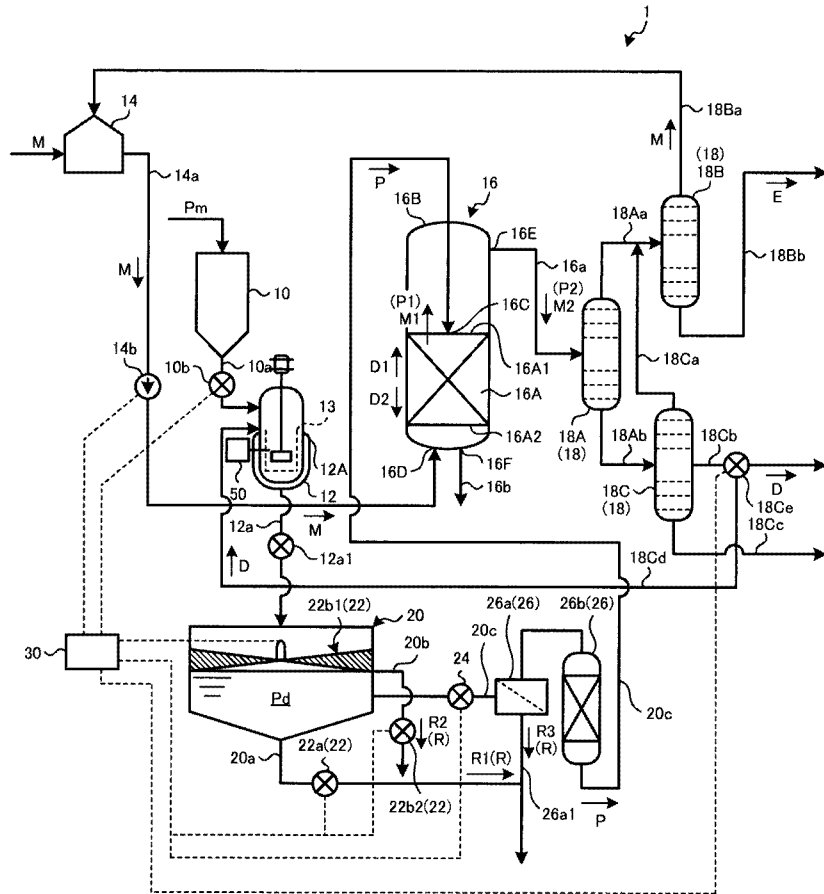 1
14
M
14a
M
Pm
10
10b
10a
14b
13
50
12A
12
12a
M
12a1
D
P
16B
16
16E
(P1)
M1
16C
16a
(P2)
M2
D1
D2
16A1
16A
16A2
16D
16F
16b
18Ba
M
(18)
18B
E
18Aa
18Bb
18Ca
18A
(18)
18Ab
18Cb
D
18C
(18)
18Ce
18Cc
18Cd
22b1(22)
20
20b
26a(26)
26b(26)
20c
24
30
Pd
R2
(R)
R3
(R)
20c
20a
22a(22)
R1(R)
22b2(22)
26a1
P